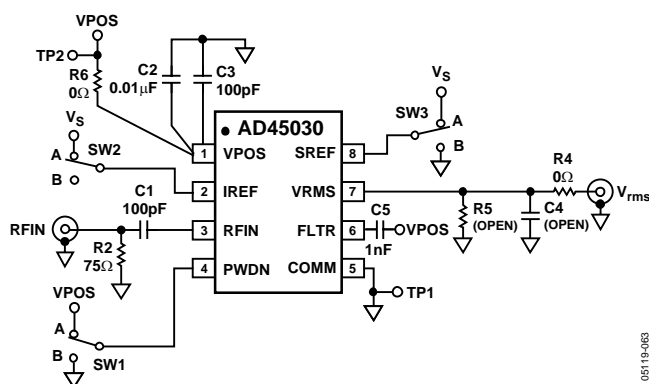 VPOS
TP2
R6
0Ω
C2
0.01μF
C3
100pF
VS
A
SW2
B
C1
100pF
RFIN
R2
75Ω
VPOS
A
B
SW1
AD45030
1 VPOS
2 IREF
3 RFIN
4 PWDN
SREF 8
VRMS 7
FLTR 6
COMM 5
VS
SW3
A
B
R4
0Ω
Vrms
R5
(OPEN)
C4
(OPEN)
C5
1nF
VPOS
TP1
05119-063